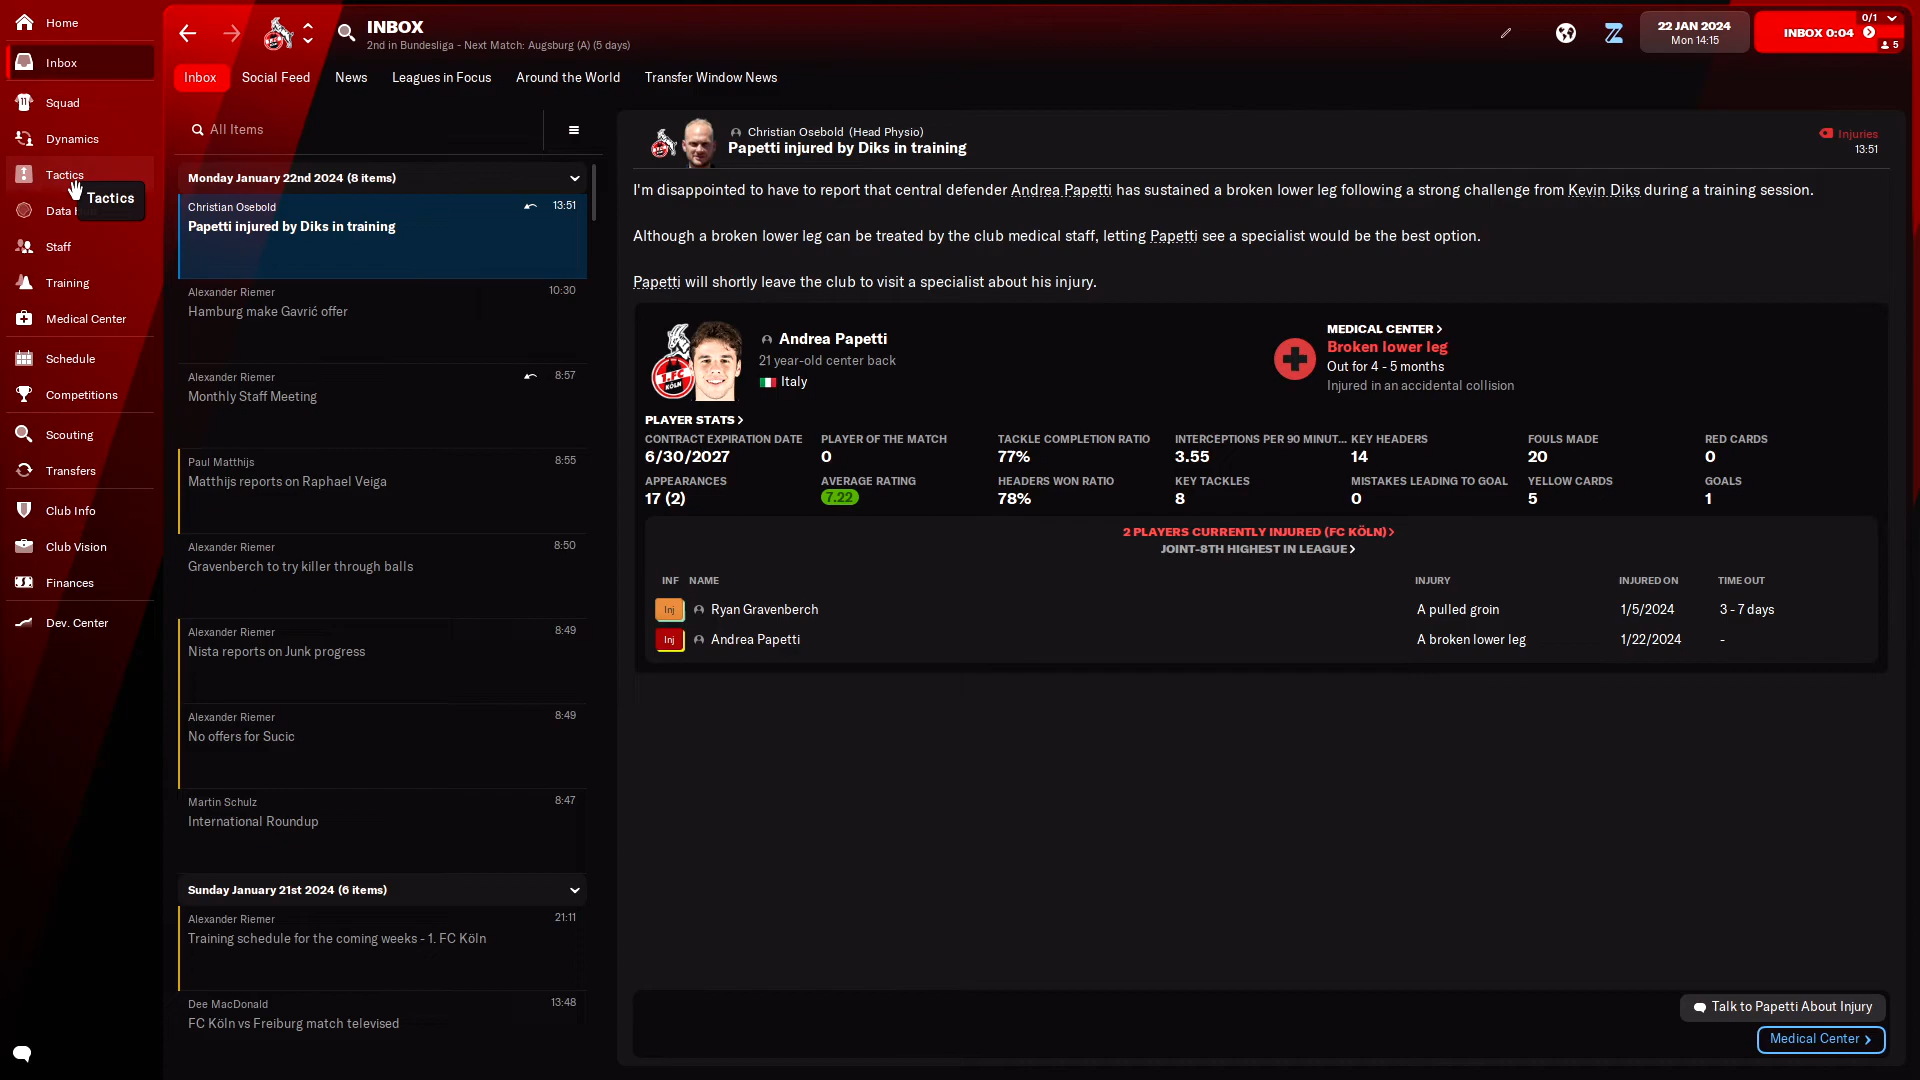 Home
Inbox
Squad
Dynamics
Tactics
Tactics
Data
Staff
Training
Medical Center
Schedule
Competitions
Scouting
Transfers
Club Info
Club Vision
Finances
Dev. Center
INBOX
2nd in Bundesliga - Next Match: Augsburg (A) (5 days)
22 JAN 2024
Mon 14:15
0/1
INBOX 0:04
5
Inbox
Social Feed
News
Leagues in Focus
Around the World
Transfer Window News
All Items
Monday January 22nd 2024 (8 items)
Christian Osebold
13:51
Papetti injured by Diks in training
Alexander Riemer
10:30
Hamburg make Gavrić offer
Alexander Riemer
8:57
Monthly Staff Meeting
Paul Matthijs
8:55
Matthijs reports on Raphael Veiga
Alexander Riemer
8:50
Gravenberch to try killer through balls
Alexander Riemer
8:49
Nista reports on Junk progress
Alexander Riemer
8:49
No offers for Sucic
Martin Schulz
8:47
International Roundup
Sunday January 21st 2024 (6 items)
Alexander Riemer
21:11
Training schedule for the coming weeks - 1. FC Köln
Dee MacDonald
13:48
FC Köln vs Freiburg match televised
Christian Osebold (Head Physio)
Papetti injured by Diks in training
Injuries
13:51
I'm disappointed to have to report that central defender Andrea Papetti has sustained a broken lower leg following a strong challenge from Kevin Diks during a training session.
Although a broken lower leg can be treated by the club medical staff, letting Papetti see a specialist would be the best option.
Papetti will shortly leave the club to visit a specialist about his injury.
1.FC
KÖLN
Andrea Papetti
21 year-old center back
Italy
MEDICAL CENTER >
Broken lower leg
Out for 4 - 5 months
Injured in an accidental collision
PLAYER STATS >
CONTRACT EXPIRATION DATE
6/30/2027
PLAYER OF THE MATCH
0
TACKLE COMPLETION RATIO
77%
INTERCEPTIONS PER 90 MINUT...
3.55
KEY HEADERS
14
FOULS MADE
20
RED CARDS
0
APPEARANCES
17 (2)
AVERAGE RATING
7.22
HEADERS WON RATIO
78%
KEY TACKLES
8
MISTAKES LEADING TO GOAL
0
YELLOW CARDS
5
GOALS
1
2 PLAYERS CURRENTLY INJURED (FC KÖLN) >
JOINT-8TH HIGHEST IN LEAGUE >
INF NAME INJURY INJURED ON TIME OUT
Inj Ryan Gravenberch A pulled groin 1/5/2024 3 - 7 days
Inj Andrea Papetti A broken lower leg 1/22/2024 -
Talk to Papetti About Injury
Medical Center >